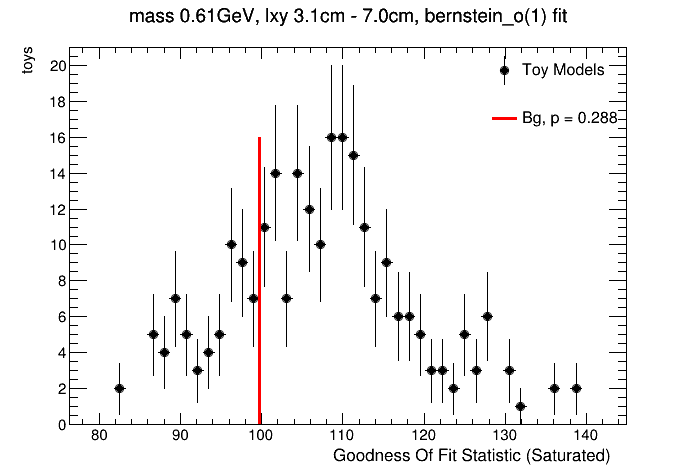 mass 0.61GeV, lxy 3.1cm - 7.0cm, bernstein_o(1) fit
toys
20
18
16
14
12
10
8
6
4
2
0
Toy Models
Bg, p = 0.288
80 90 100 110 120 130 140
Goodness Of Fit Statistic (Saturated)